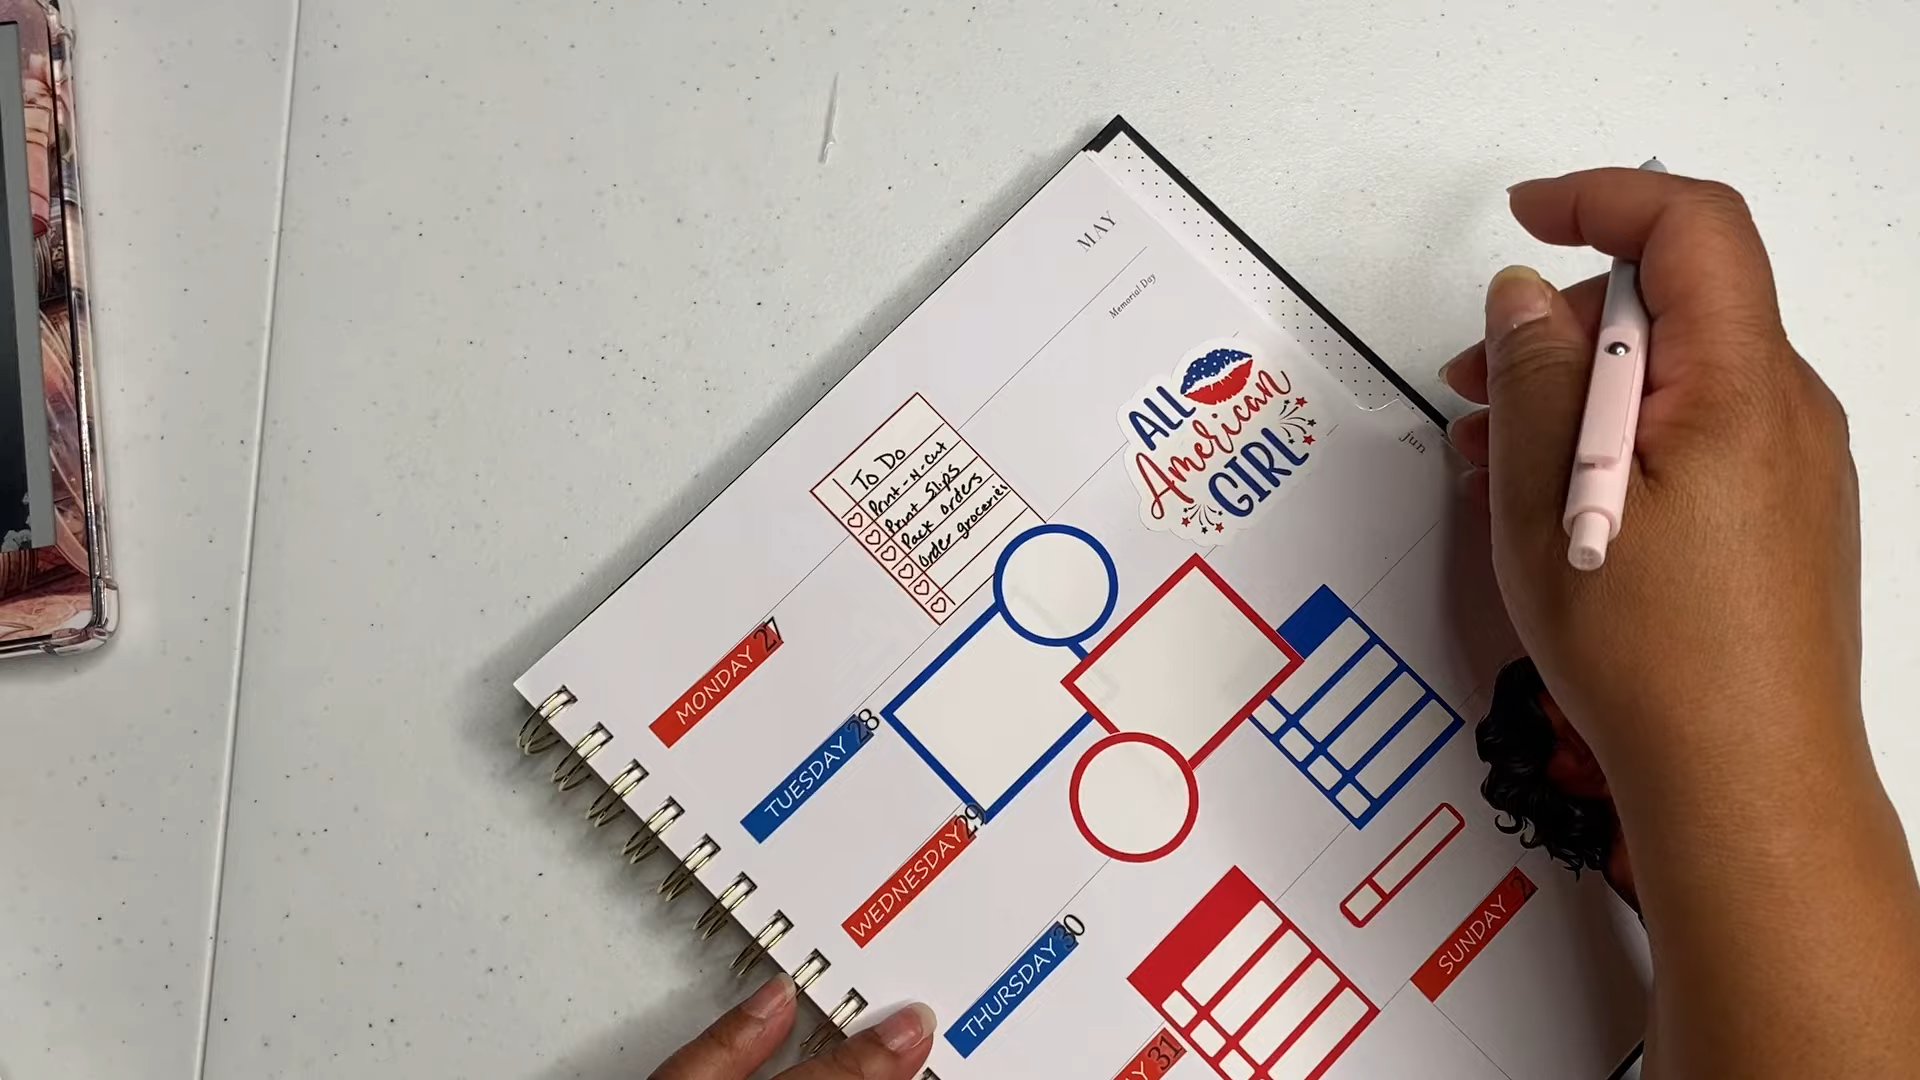 MAY
Memorial Day
To Do
Print-N-Cut
Print Slips
Pack orders
Order groceries
ALL
American
GIRL
jun
MONDAY 27
TUESDAY 28
WEDNESDAY 29
THURSDAY 30
31
SUNDAY 2